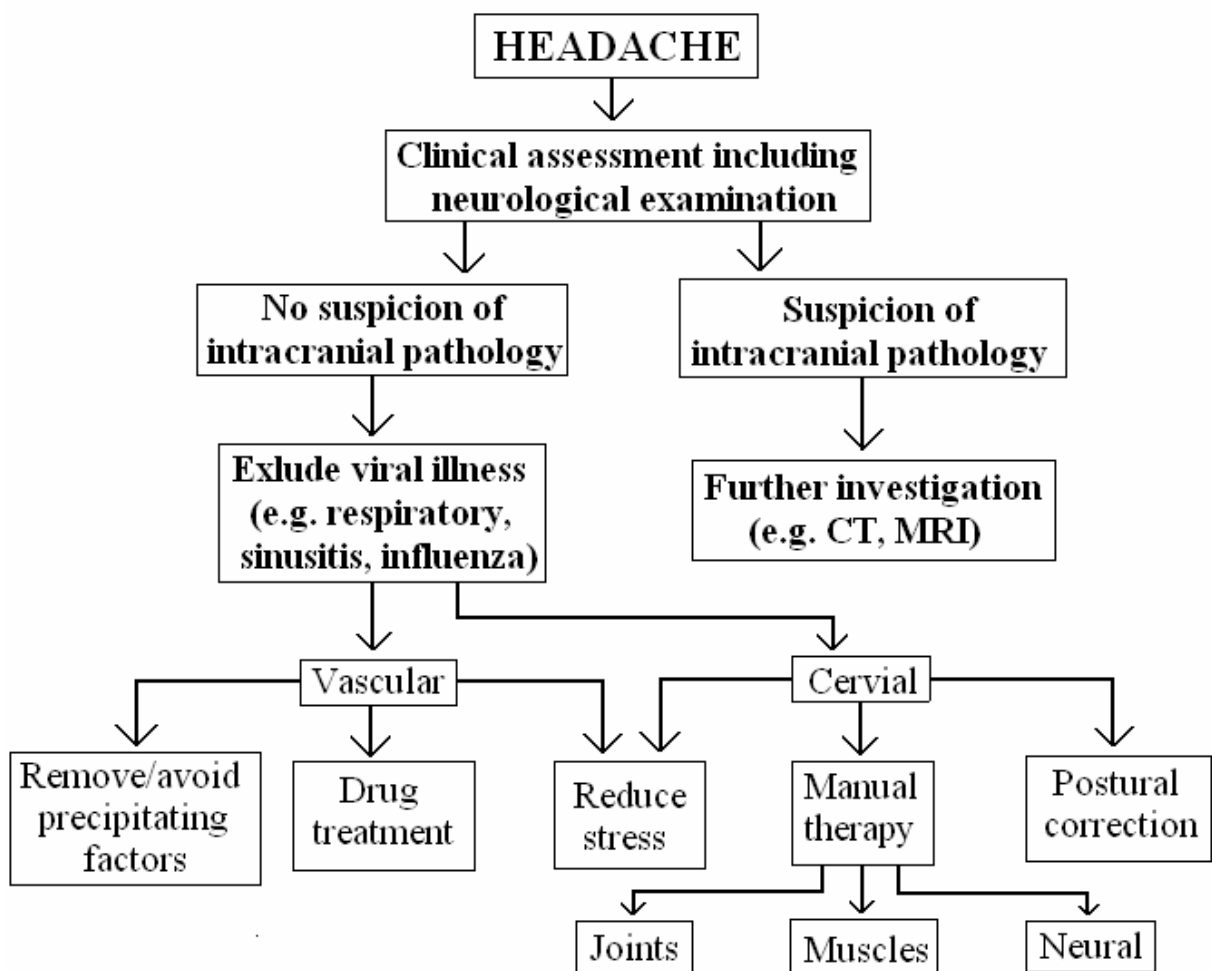 HEADACHE
Clinical assessment including
neurological examination
No suspicion of
intracranial pathology
Suspicion of
intracranial pathology
Exlude viral illness
(e.g. respiratory,
sinusitis, influenza)
Further investigation
(e.g. CT, MRI)
Vascular
Cervial
Remove/avoid
precipitating
factors
Drug
treatment
Reduce
stress
Manual
therapy
Postural
correction
Joints
Muscles
Neural